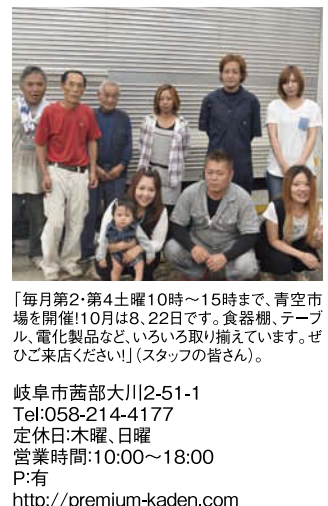 「毎月第2・第4土曜10時～15時まで、青空市
場を開催!10月は8、22日です。食器棚、テーブ
ル、電化製品など、いろいろ取り揃えています。ぜ
ひご来店ください!」(スタッフの皆さん)。
岐阜市茜部大川2-51-1
Tel:058-214-4177
定休日:木曜、日曜
営業時間:10:00～18:00
P:有
http://premium-kaden.com